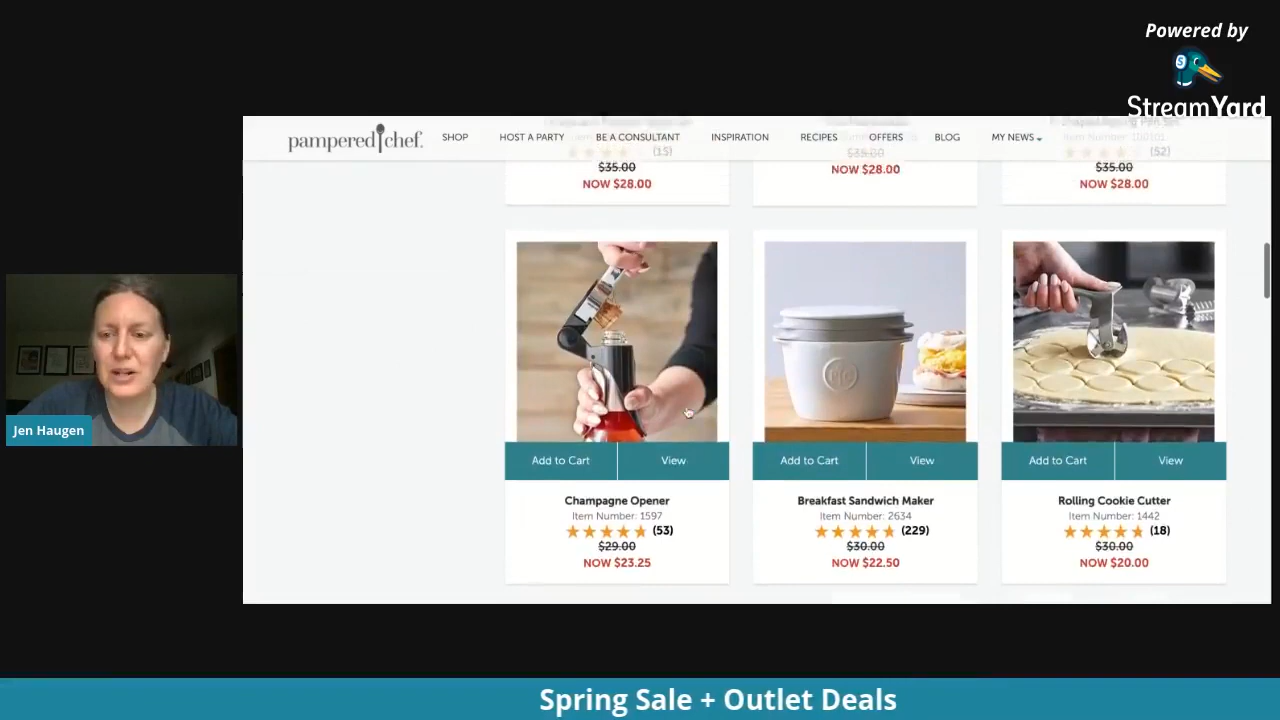 Powered by
StreamYard
pampered chef.
SHOP
HOST A PARTY
BE A CONSULTANT
INSPIRATION
RECIPES
OFFERS
BLOG
MY NEWS
(15)
$35.00
NOW $28.00
$35.00
NOW $28.00
(52)
$35.00
NOW $28.00
Add to Cart
View
Champagne Opener
Item Number: 1597
(53)
$29.00
NOW $23.25
Add to Cart
View
Breakfast Sandwich Maker
Item Number: 2634
(229)
$30.00
NOW $22.50
Add to Cart
View
Rolling Cookie Cutter
Item Number: 1442
(18)
$30.00
NOW $20.00
Jen Haugen
Spring Sale + Outlet Deals